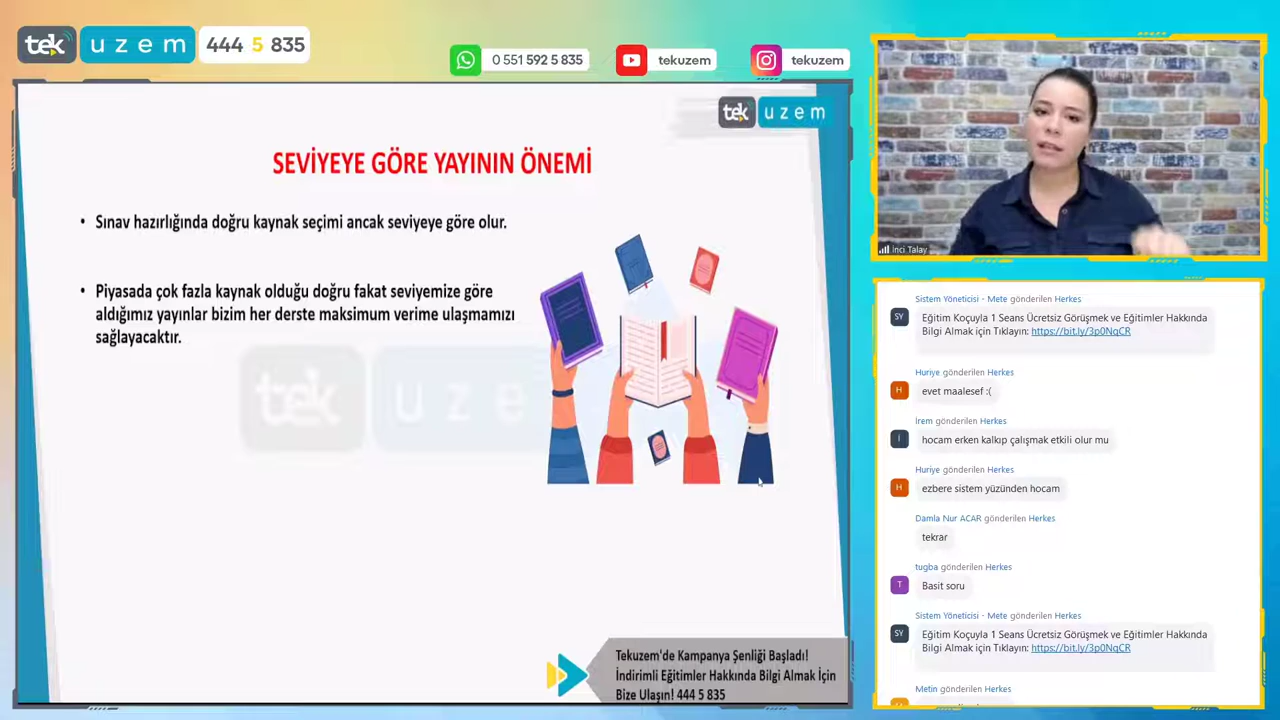 tek uzem 444 5 835
0 551 592 5 835
tekuzem
tekuzem
tek uzem
SEVİYEYE GÖRE YAYININ ÖNEMİ
• Sınav hazırlığında doğru kaynak seçimi ancak seviyeye göre olur.
• Piyasada çok fazla kaynak olduğu doğru fakat seviyemize göre
aldığımız yayınlar bizim her derste maksimum verime ulaşmamızı
sağlayacaktır.
tek uze
Tekuzem'de Kampanya Şenliği Başladı!
İndirimli Eğitimler Hakkında Bilgi Almak İçin
Bize Ulaşın! 444 5 835
İnci Talay
Sistem Yöneticisi - Mete gönderilen Herkes
SY
Eğitim Koçuyla 1 Seans Ücretsiz Görüşmek ve Eğitimler Hakkında
Bilgi Almak için Tıklayın: https://bit.ly/3p0NqCR
Huriye gönderilen Herkes
H
evet maalesef :(
İrem gönderilen Herkes
İ
hocam erken kalkıp çalışmak etkili olur mu
Huriye gönderilen Herkes
H
ezbere sistem yüzünden hocam
Damla Nur ACAR gönderilen Herkes
tekrar
tugba gönderilen Herkes
T
Basit soru
Sistem Yöneticisi - Mete gönderilen Herkes
SY
Eğitim Koçuyla 1 Seans Ücretsiz Görüşmek ve Eğitimler Hakkında
Bilgi Almak için Tıklayın: https://bit.ly/3p0NqCR
Metin gönderilen Herkes